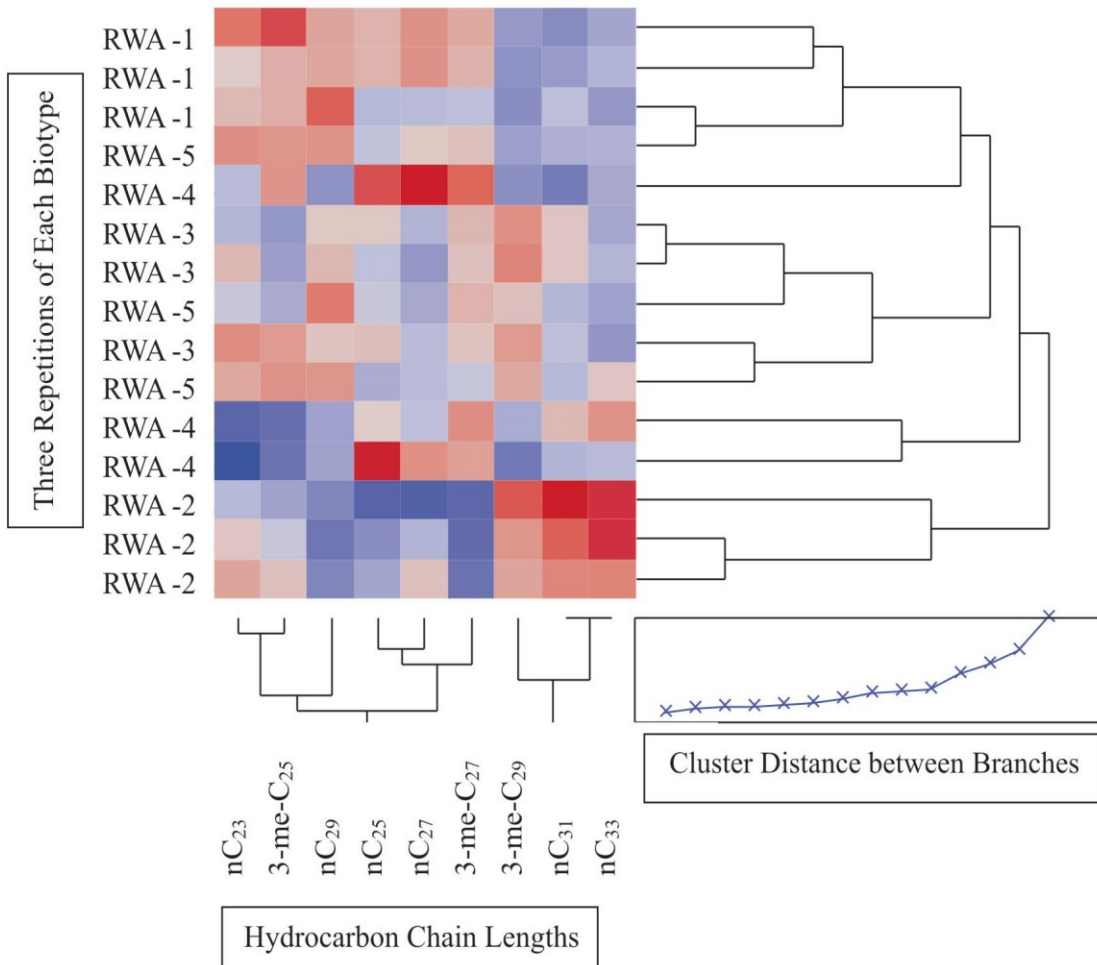 Three Repetitions of Each Biotype
RWA -1
RWA -1
RWA -1
RWA -5
RWA -4
RWA -3
RWA -3
RWA -5
RWA -3
RWA -5
RWA -4
RWA -4
RWA -2
RWA -2
RWA -2
Cluster Distance between Branches
nC₂₃
3-me-C₂₅
nC₂₉
nC₂₅
nC₂₇
3-me-C₂₇
3-me-C₂₉
nC₃₁
nC₃₃
Hydrocarbon Chain Lengths